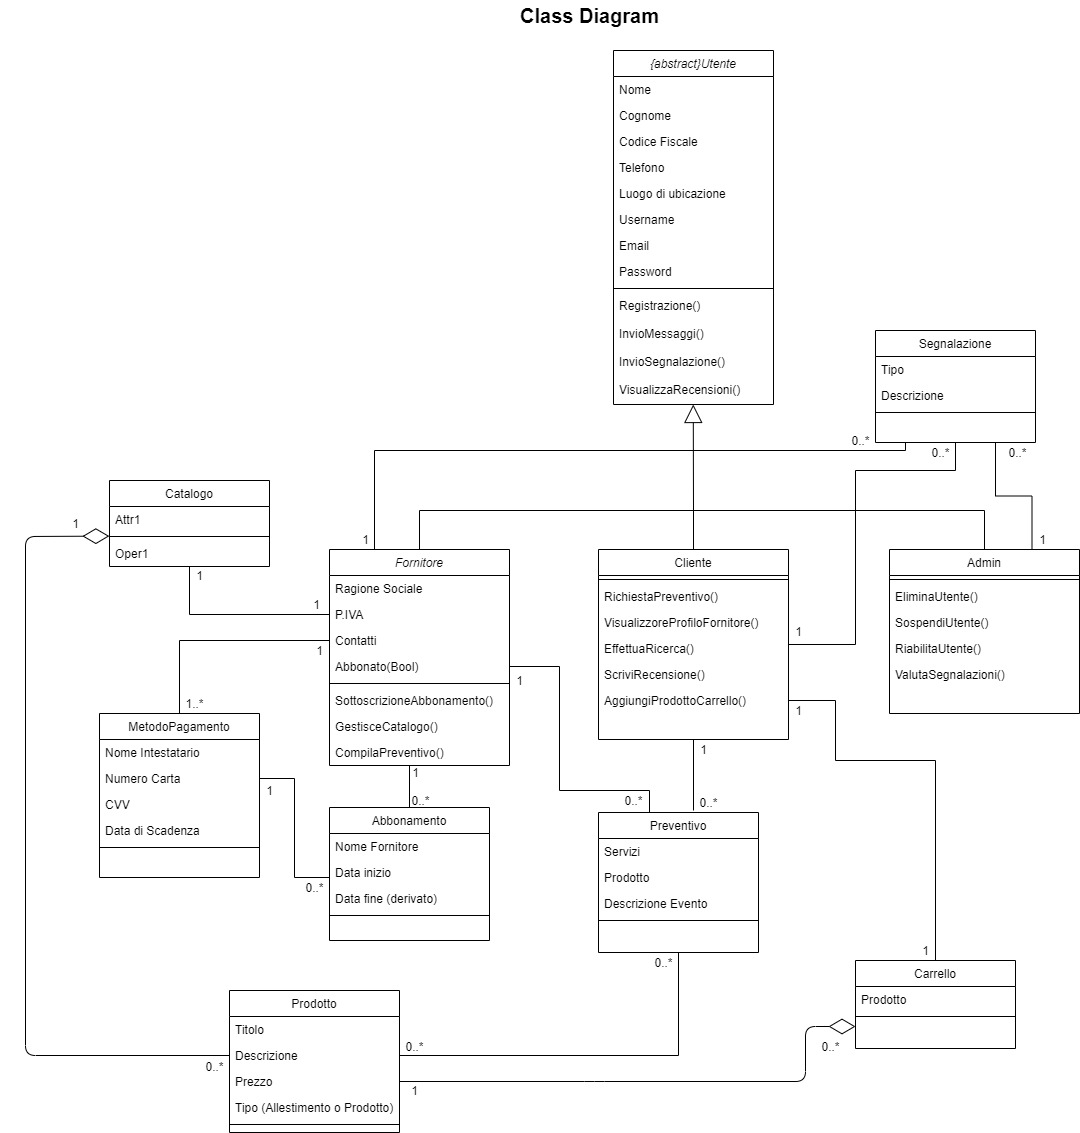 Class Diagram
{abstract}Utente
Nome
Cognome
Codice Fiscale
Telefono
Luogo di ubicazione
Username
Email
Password
Registrazione()
InvioMessaggi()
InvioSegnalazione()
VisualizzaRecensioni()
Segnalazione
Tipo
Descrizione
0..*
0..*
0..*
Catalogo
Attr1
Oper1
1
1
1
1
1
Fornitore
Ragione Sociale
P.IVA
Contatti
Abbonato(Bool)
SottoscrizioneAbbonamento()
GestisceCatalogo()
CompilaPreventivo()
1
1
1
0..*
Cliente
RichiestaPreventivo()
VisualizzoreProfiloFornitore()
EffettuaRicerca()
ScriviRecensione()
AggiungiProdottoCarrello()
1
1
1
0..*
0..*
Admin
EliminaUtente()
SospendiUtente()
RiabilitaUtente()
ValutaSegnalazioni()
1
1..*
MetodoPagamento
Nome Intestatario
Numero Carta
CVV
Data di Scadenza
1
0..*
Abbonamento
Nome Fornitore
Data inizio
Data fine (derivato)
Preventivo
Servizi
Prodotto
Descrizione Evento
0..*
1
Carrello
Prodotto
0..*
Prodotto
Titolo
Descrizione
Prezzo
Tipo (Allestimento o Prodotto)
0..*
0..*
1